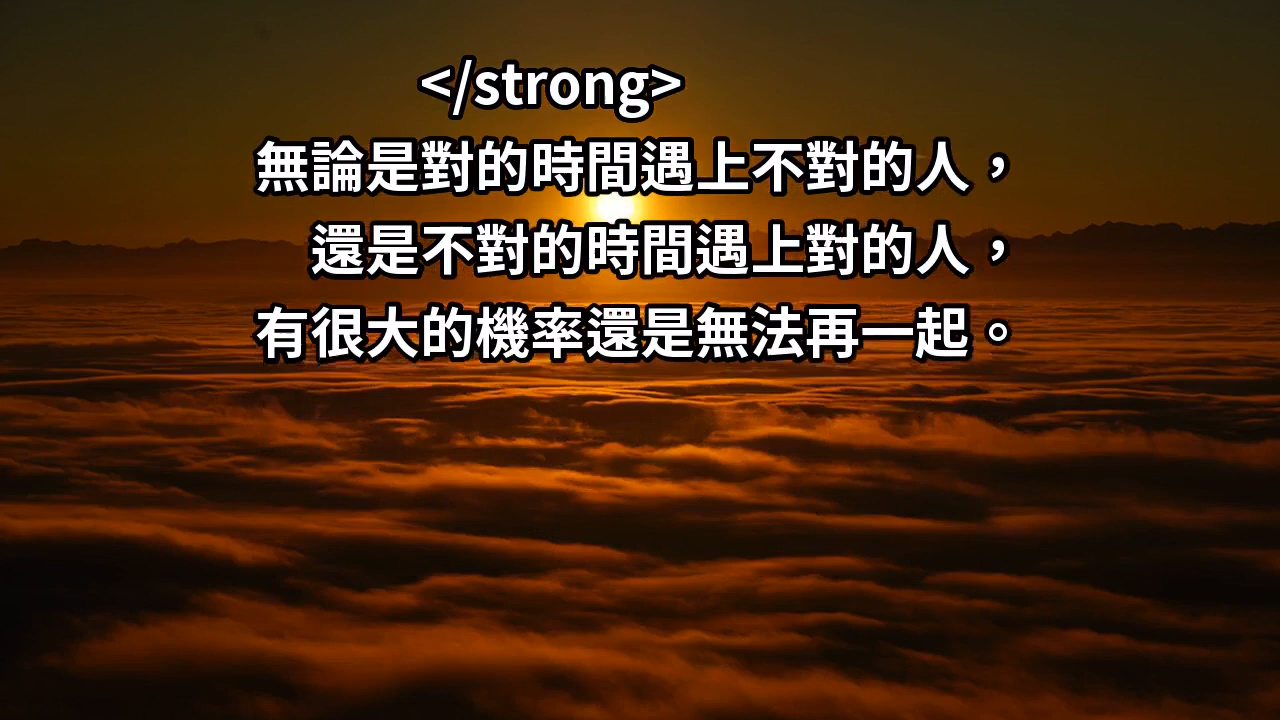 </strong>
無論是對的時間遇上不對的人，
還是不對的時間遇上對的人，
有很大的機率還是無法再一起。